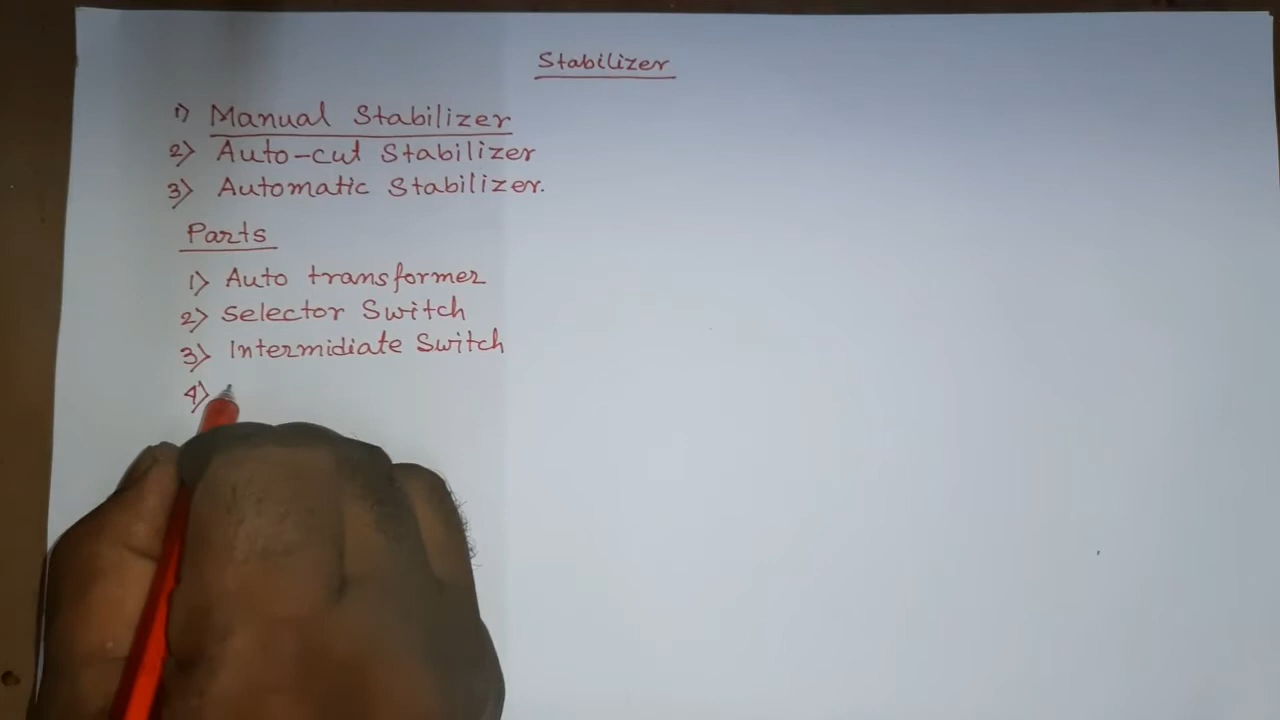 Stabilizer
1) Manual Stabilizer
2) Auto-cut Stabilizer
3) Automatic Stabilizer.
Parts
1) Auto transformer
2) Selector Switch
3) Intermidiate Switch
4)